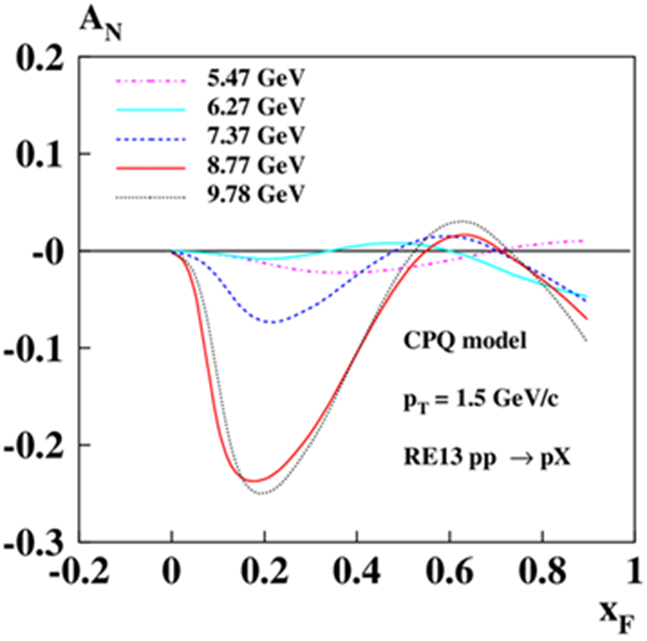 A_N
0.2
5.47 GeV
6.27 GeV
7.37 GeV
8.77 GeV
9.78 GeV
0.1
-0
-0.1
CPQ model
p_T = 1.5 GeV/c
-0.2
RE13 pp → pX
-0.3
-0.2 0 0.2 0.4 0.6 0.8 1
x_F